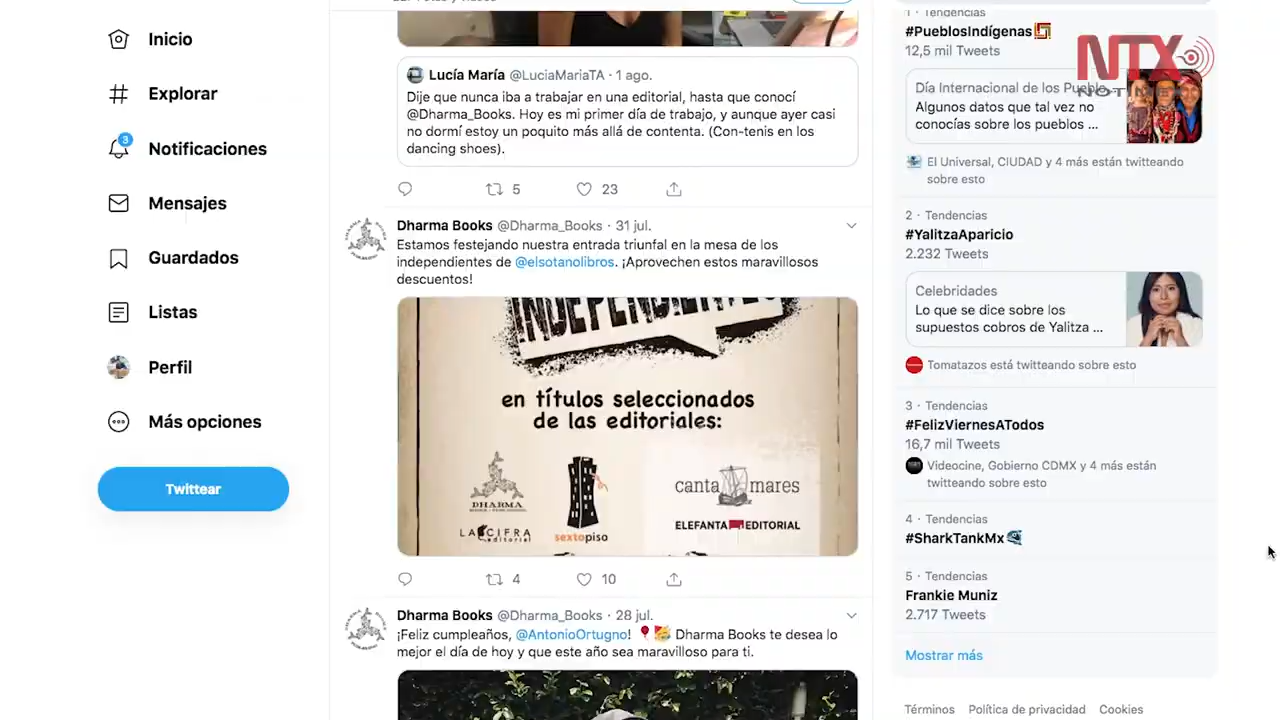 Inicio
Explorar
3
Notificaciones
Mensajes
Guardados
Listas
Perfil
Más opciones
Twittear
Lucía María @LuciaMariaTA · 1 ago.
Dije que nunca iba a trabajar en una editorial, hasta que conocí
@Dharma_Books. Hoy es mi primer día de trabajo, y aunque ayer casi
no dormí estoy un poquito más allá de contenta. (Con-tenis en los
dancing shoes).
5 23
Dharma Books @Dharma_Books · 31 jul.
Estamos festejando nuestra entrada triunfal en la mesa de los
independientes de @elsotanolibros. ¡Aprovechen estos maravillosos
descuentos!
INDEPENDIENTES
en títulos seleccionados
de las editoriales:
DHARMA
LA CIFRA
editorial
sextopiso
canta mares
ELEFANTA EDITORIAL
4 10
Dharma Books @Dharma_Books · 28 jul.
¡Feliz cumpleaños, @AntonioOrtugno! Dharma Books te desea lo
mejor el día de hoy y que este año sea maravilloso para ti.
1 · Tendencias
#PueblosIndígenas
12,5 mil Tweets
NTX
Día Internacional de los Pueblo
Algunos datos que tal vez no
conocías sobre los pueblos ...
El Universal, CIUDAD y 4 más están twitteando
sobre esto
2 · Tendencias
#YalitzaAparicio
2.232 Tweets
Celebridades
Lo que se dice sobre los
supuestos cobros de Yalitza ...
Tomatazos está twitteando sobre esto
3 · Tendencias
#FelizViernesATodos
16,7 mil Tweets
Videocine, Gobierno CDMX y 4 más están
twitteando sobre esto
4 · Tendencias
#SharkTankMx
5 · Tendencias
Frankie Muniz
2.717 Tweets
Mostrar más
Términos Política de privacidad Cookies